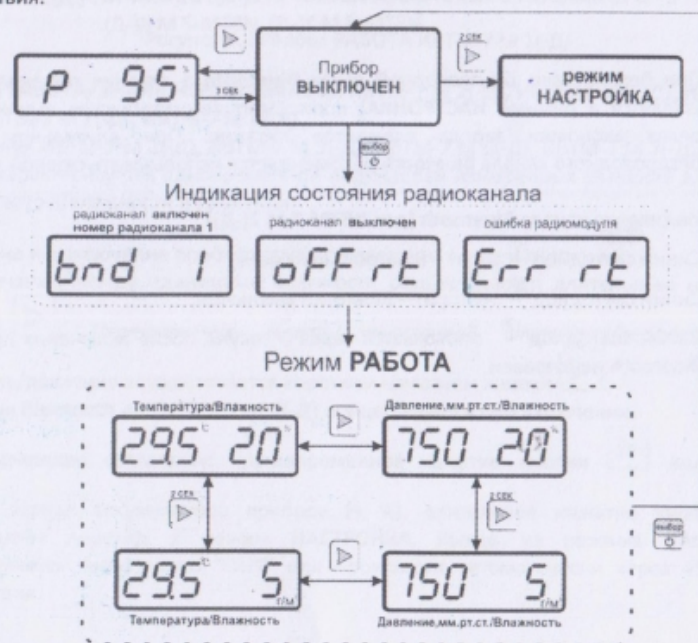 ствия:
2 СЕК
Прибор
ВЫКЛЮЧЕН
режим
НАСТРОЙКА
P 95
выбор
Индикация состояния радиоканала
радиоканал включен
номер радиоканала 1
радиоканал выключен
ошибка радиомодуля
bnd 1
oFF rt
Err rt
Режим РАБОТА
Температура/Влажность
Давление,мм.рт.ст./Влажность
29.5 °C 20 %
750 20 %
2 СЕК
2 СЕК
выбор
29.5 °C 5 г/м
750 5 г/м
Температура/Влажность
Давление,мм.рт.ст./Влажность